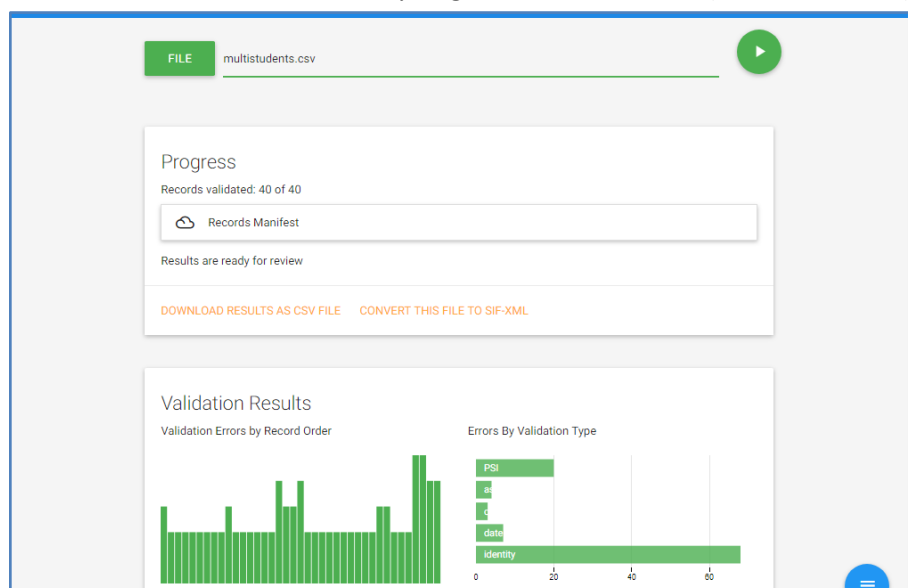 FILE multistudents.csv
Progress
Records validated: 40 of 40
Records Manifest
Results are ready for review
DOWNLOAD RESULTS AS CSV FILE CONVERT THIS FILE TO SIF-XML
Validation Results
Validation Errors by Record Order
Errors By Validation Type
PSI
date
identity
0 20 40 60